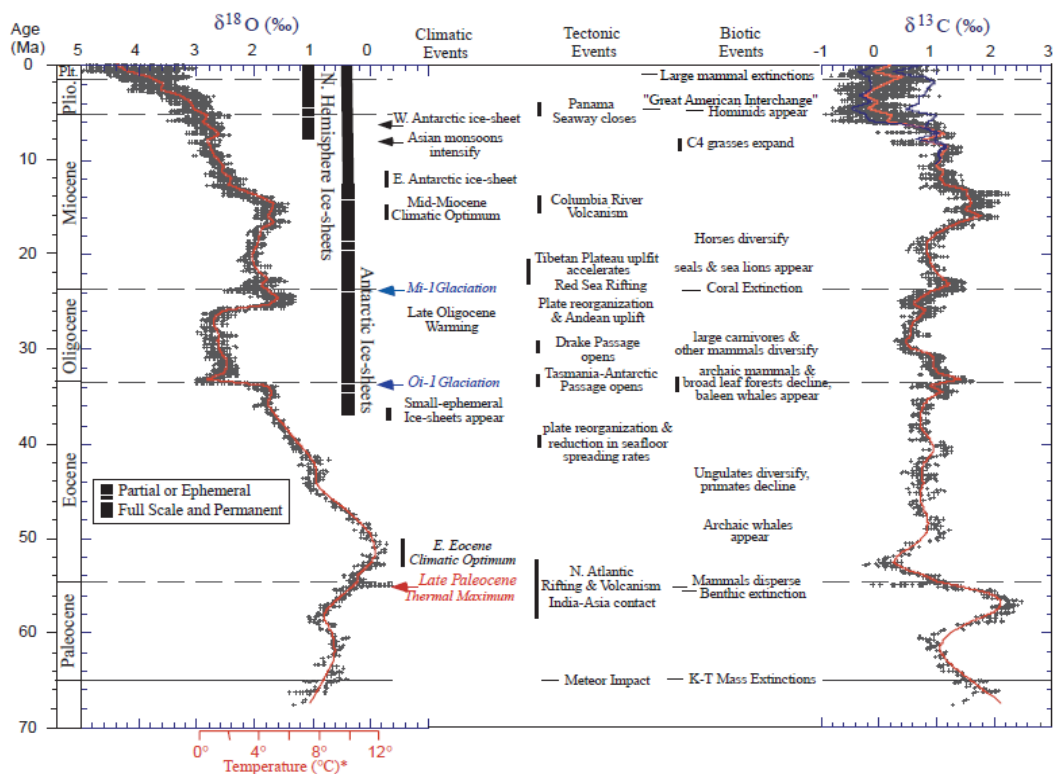 Age
(Ma)
δ18O (‰)
5 4 3 2 1 0
Climatic
Events
Tectonic
Events
Biotic
Events
δ13C (‰)
-1 0 1 2 3
0
10
20
30
40
50
60
70
Plt.
Plio.
Miocene
Oligocene
Eocene
Paleocene
N. Hemisphere Ice-sheets
Antarctic Ice-sheets
Partial or Ephemeral
Full Scale and Permanent
W. Antarctic ice-sheet
Asian monsoons
intensify
E. Antarctic ice-sheet
Mid-Miocene
Climatic Optimum
Mi-1 Glaciation
Late Oligocene
Warming
Oi-1 Glaciation
Small-ephemeral
Ice-sheets appear
E. Eocene
Climatic Optimum
Late Paleocene
Thermal Maximum
Panama
Seaway closes
Columbia River
Volcanism
Tibetan Plateau uplfit
accelerates
Red Sea Rifting
Plate reorganization
& Andean uplift
Drake Passage
opens
Tasmania-Antarctic
Passage opens
plate reorganization &
reduction in seafloor
spreading rates
N. Atlantic
Rifting & Volcanism
India-Asia contact
Meteor Impact
Large mammal extinctions
"Great American Interchange"
Hominids appear
C4 grasses expand
Horses diversify
seals & sea lions appear
Coral Extinction
large carnivores &
other mammals diversify
archaic mammals &
broad leaf forests decline,
baleen whales appear
Ungulates diversify,
primates decline
Archaic whales
appear
Mammals disperse
Benthic extinction
K-T Mass Extinctions
0° 4° 8° 12°
Temperature (°C)*